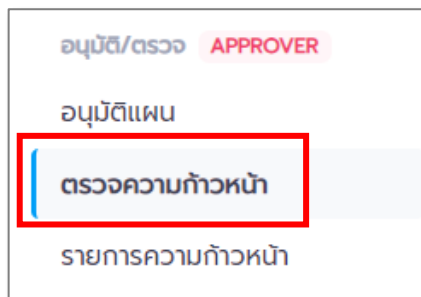 อนุมัติ/ตรวจ APPROVER
อนุมัติแผน
ตรวจความก้าวหน้า
รายการความก้าวหน้า